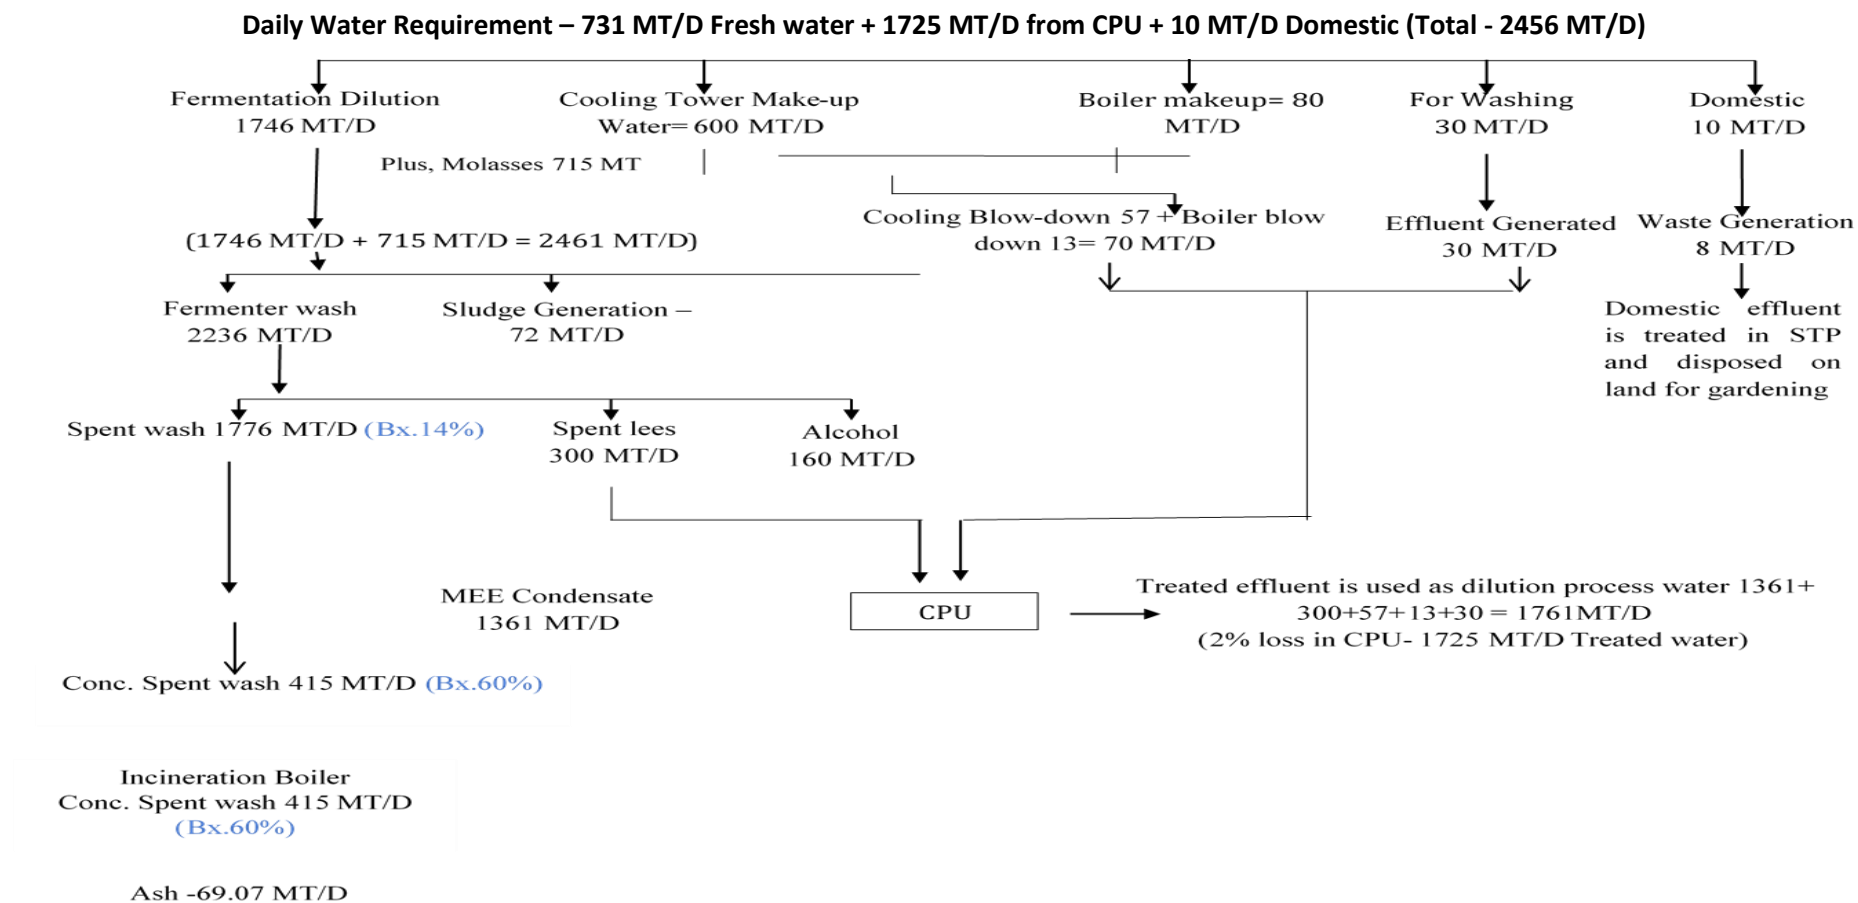 Daily Water Requirement – 731 MT/D Fresh water + 1725 MT/D from CPU + 10 MT/D Domestic (Total - 2456 MT/D)
Fermentation Dilution
1746 MT/D
Cooling Tower Make-up
Water= 600 MT/D
Boiler makeup= 80
MT/D
For Washing
30 MT/D
Domestic
10 MT/D
Plus, Molasses 715 MT
(1746 MT/D + 715 MT/D = 2461 MT/D)
Cooling Blow-down 57 + Boiler blow
down 13= 70 MT/D
Effluent Generated
30 MT/D
Waste Generation
8 MT/D
Fermenter wash
2236 MT/D
Sludge Generation –
72 MT/D
Domestic effluent
is treated in STP
and disposed on
land for gardening
Spent wash 1776 MT/D (Bx.14%)
Spent lees
300 MT/D
Alcohol
160 MT/D
MEE Condensate
1361 MT/D
CPU
Treated effluent is used as dilution process water 1361+
300+57+13+30 = 1761MT/D
(2% loss in CPU- 1725 MT/D Treated water)
Conc. Spent wash 415 MT/D (Bx.60%)
Incineration Boiler
Conc. Spent wash 415 MT/D
(Bx.60%)
Ash -69.07 MT/D